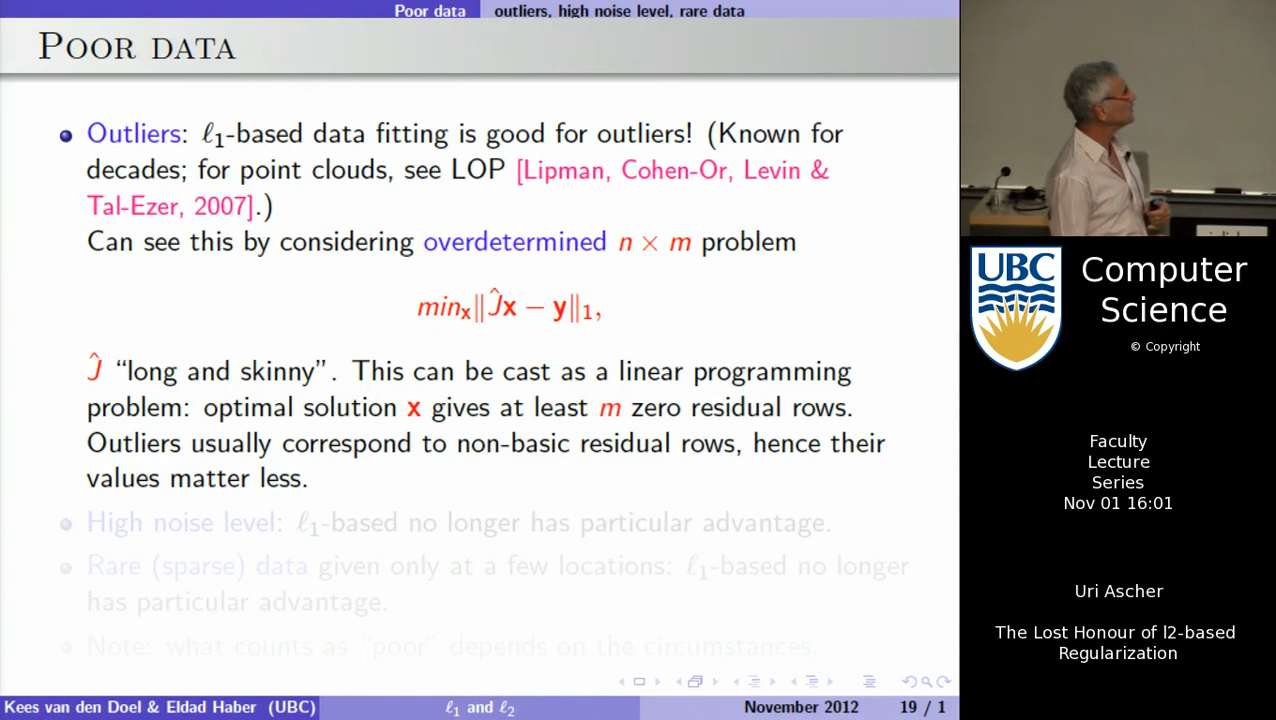 Poor data outliers, high noise level, rare data
POOR DATA
Outliers: ℓ1-based data fitting is good for outliers! (Known for
decades; for point clouds, see LOP [Lipman, Cohen-Or, Levin &
Tal-Ezer, 2007].)
Can see this by considering overdetermined n × m problem
minₓ‖Ĵx − y‖₁,
Ĵ “long and skinny”. This can be cast as a linear programming
problem: optimal solution x gives at least m zero residual rows.
Outliers usually correspond to non-basic residual rows, hence their
values matter less.
High noise level: ℓ1-based no longer has particular advantage.
Rare (sparse) data given only at a few locations: ℓ1-based no longer
has particular advantage.
Note: what counts as “poor” depends on the circumstances.
Kees van den Doel & Eldad Haber (UBC) ℓ1 and ℓ2 November 2012 19 / 1
UBC
Computer
Science
© Copyright
Faculty
Lecture
Series
Nov 01 16:01
Uri Ascher
The Lost Honour of l2-based
Regularization